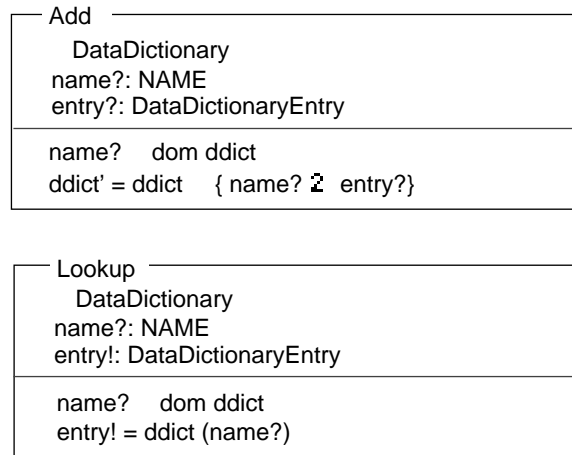 Add
DataDictionary
name?: NAME
entry?: DataDictionaryEntry
name? dom ddict
ddict’ = ddict { name? 2 entry?}
Lookup
DataDictionary
name?: NAME
entry!: DataDictionaryEntry
name? dom ddict
entry! = ddict (name?)